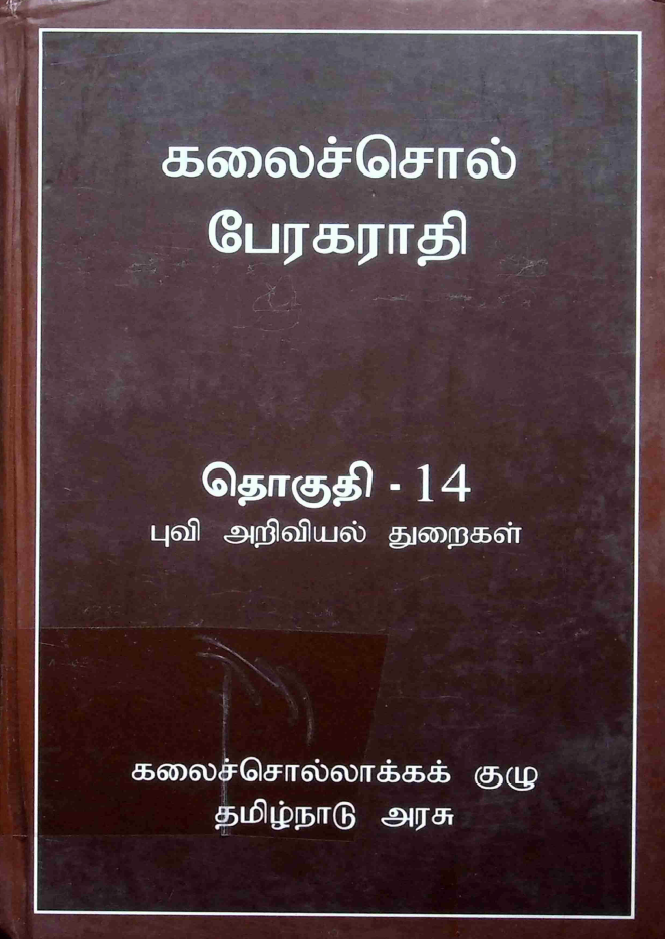 கலைச்சொல்
பேரகராதி
தொகுதி - 14
புவி அறிவியல் துறைகள்
கலைச்சொல்லாக்கக் குழு
தமிழ்நாடு அரசு